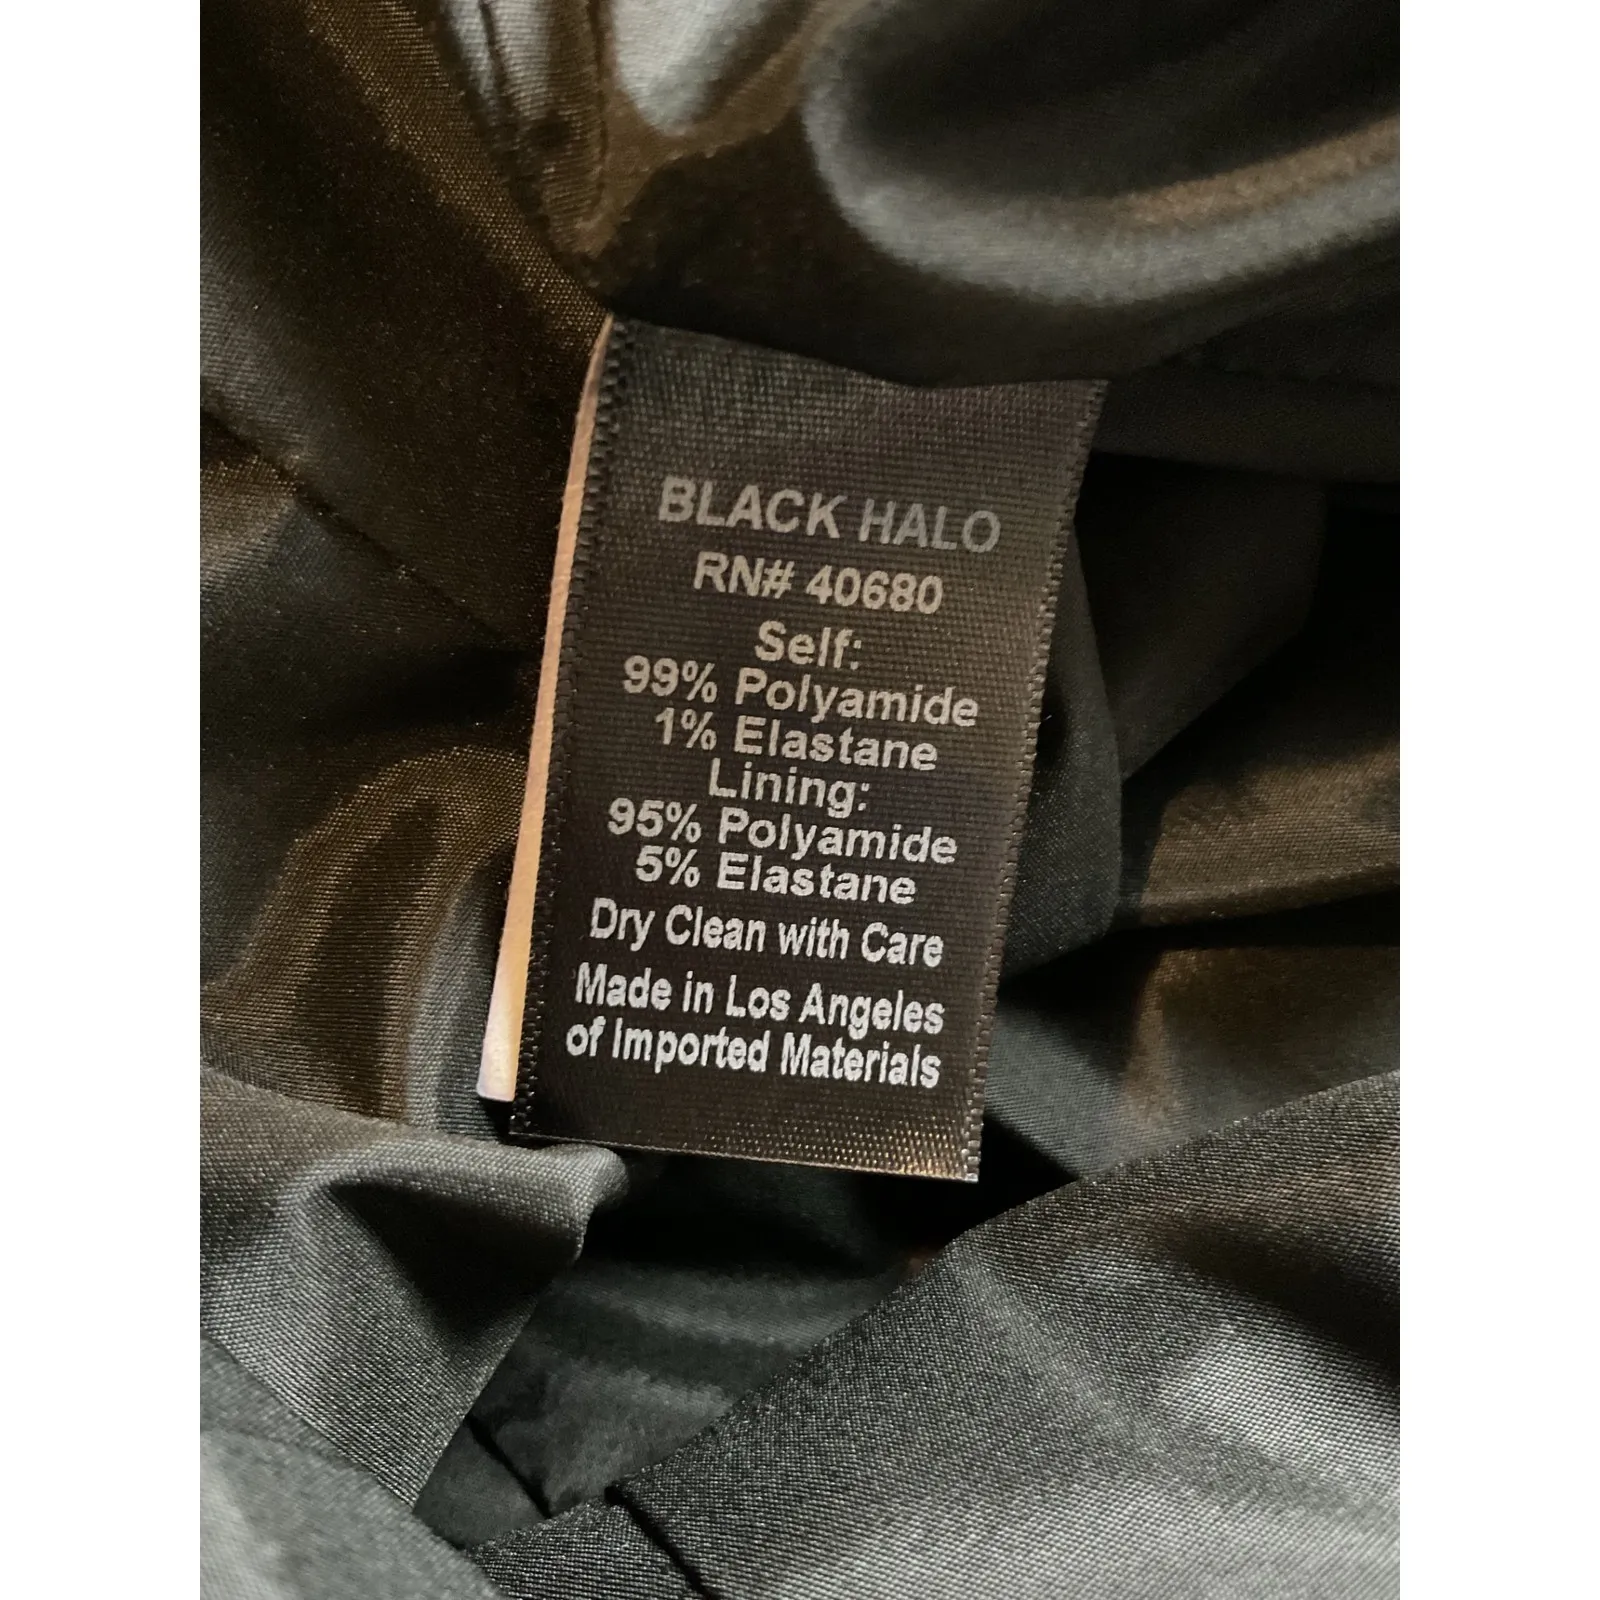 BLACK HALO
RN# 40680
Self:
99% Polyamide
1% Elastane
Lining:
95% Polyamide
5% Elastane
Dry Clean with Care
Made in Los Angeles
of Imported Materials